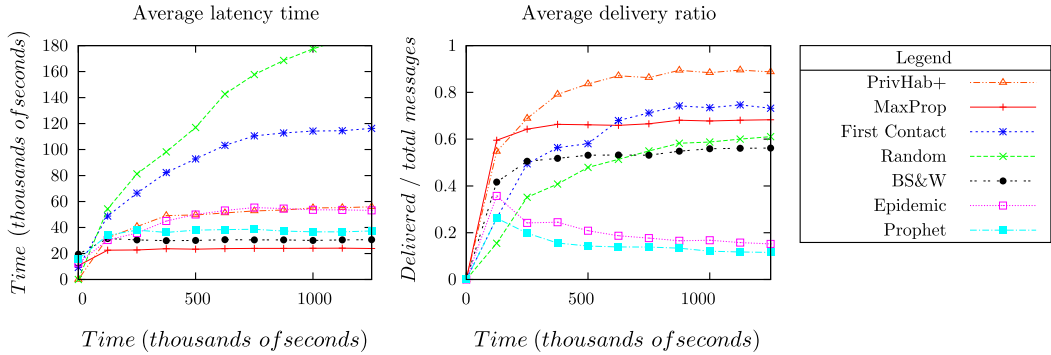 Average latency time
Time (thousands of seconds)
180
160
140
120
100
80
60
40
20
0
0 500 1000
Time (thousands of seconds)
Average delivery ratio
Delivered / total messages
1
0.8
0.6
0.4
0.2
0
0 500 1000
Time (thousands of seconds)
Legend
PrivHab+
MaxProp
First Contact
Random
BS&W
Epidemic
Prophet